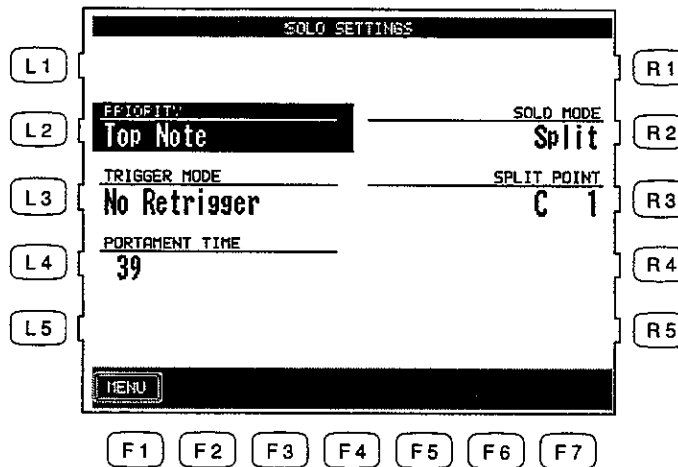 SOLO SETTINGS
L1
R1
L2
PRIORITY
Top Note
SOLO MODE
Split
R2
L3
TRIGGER MODE
No Retrigger
SPLIT POINT
C 1
R3
L4
PORTAMENT TIME
39
R4
L5
R5
MENU
F1 F2 F3 F4 F5 F6 F7